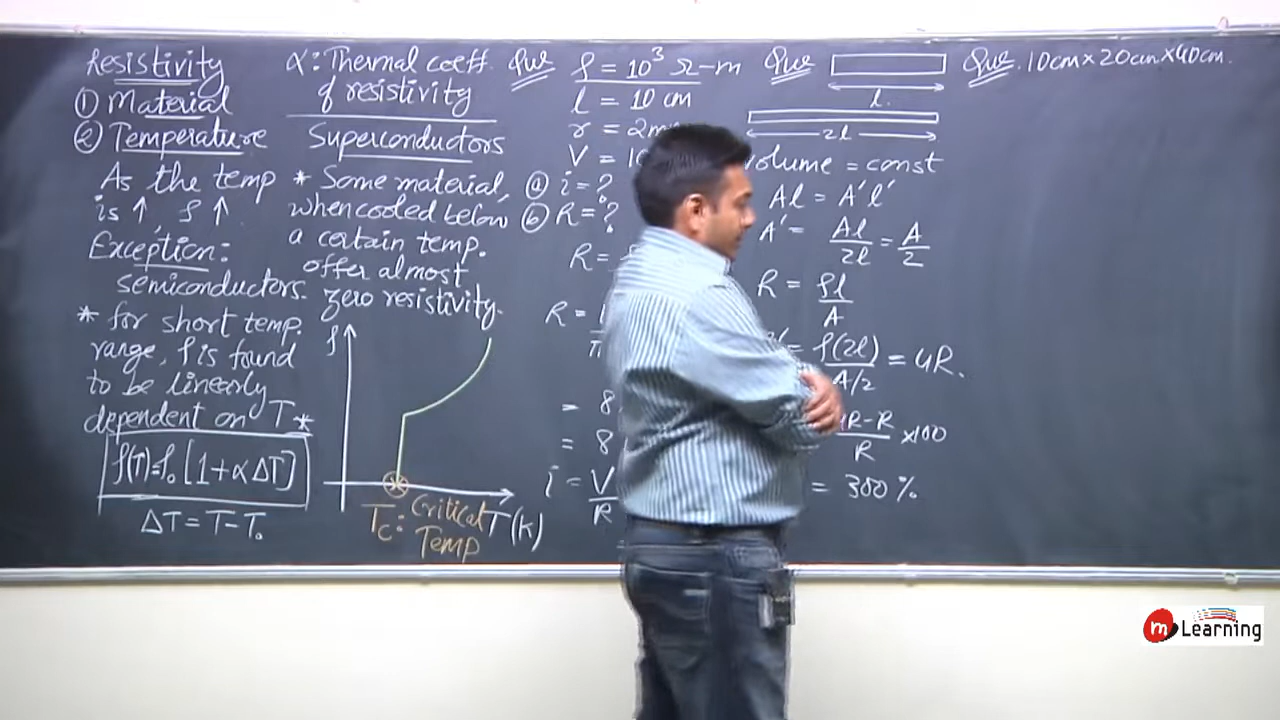 Resistivity
① Material
② Temperature
As the temp
is ↑, ρ ↑
Exception:
semiconductors.
* for short temp.
range, ρ is found
to be linearly
dependent on T *
ρ(T)=ρ₀ [1+αΔT]
ΔT = T-T₀
α: Thermal coeff.
of resistivity
Superconductors
* Some material,
when cooled below
a certain temp.
offer almost
zero resistivity.
ρ
T(K)
Tc: Critical
Temp
Que ρ = 10³ Ω-m
l = 10 cm
r = 2m
V = 10
ⓐ i = ?
ⓑ R = ?
R =
R =
= 8
= 8
i = V/R
Que
l.
2l
volume = const
Al = A'l'
A' = Al/2l = A/2
R = ρl/A
= ρ(2l)/A/2 = 4R.
R-R/R ×100
= 300 %
Que. 10cm×20cm×40cm.
m Learning